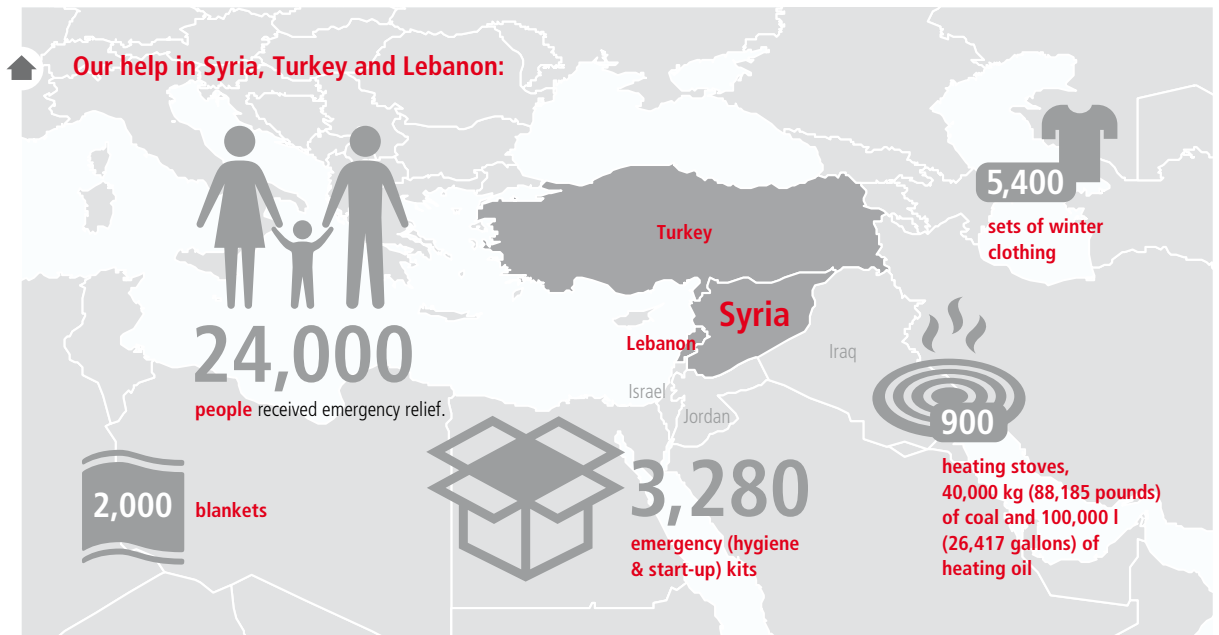 Our help in Syria, Turkey and Lebanon:
24,000
people received emergency relief.
2,000
blankets
3,280
emergency (hygiene
& start-up) kits
Turkey
Syria
Lebanon
Israel
Jordan
Iraq
5,400
sets of winter
clothing
900
heating stoves,
40,000 kg (88,185 pounds)
of coal and 100,000 l
(26,417 gallons) of
heating oil